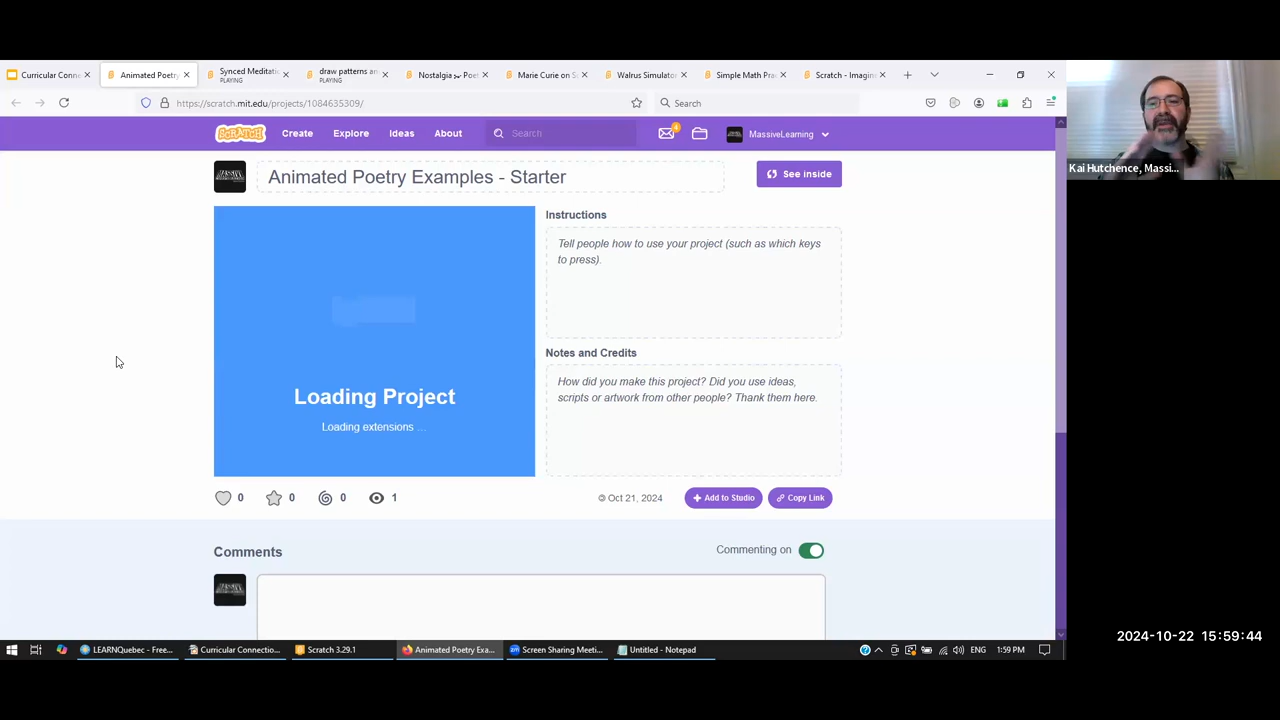 Curricular Conne
Animated Poetry
Synced Meditati
PLAYING
draw patterns an
PLAYING
Marie Curie on S
Walrus Simulator
Simple Math Prac
Scratch - Imagin
https://scratch.mit.edu/projects/1084635309/
Search
SCRATCH
Create
Explore
Ideas
About
Search
4
MassiveLearning
Kai Hutchence, Massi...
Animated Poetry Examples - Starter
See inside
Instructions
Tell people how to use your project (such as which keys
to press).
Notes and Credits
How did you make this project? Did you use ideas,
scripts or artwork from other people? Thank them here.
Loading Project
Loading extensions ...
0
0
0
1
© Oct 21, 2024
Add to Studio
Copy Link
Comments
Commenting on
2024-10-22 15:59:44
LEARNQuebec - Free...
Curricular Connectio...
Scratch 3.29.1
Animated Poetry Exa...
Screen Sharing Meeti...
Untitled - Notepad
ENG
1:59 PM